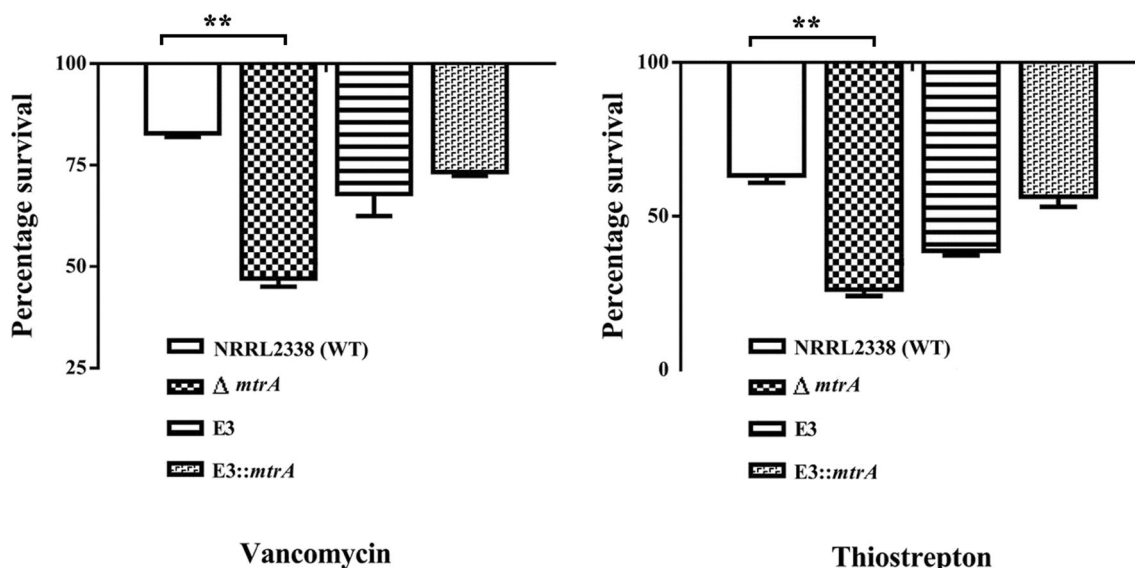 **
100
75
50
25
Percentage survival
NRRL2338 (WT)
Δ mtrA
E3
E3::mtrA
Vancomycin
**
100
50
0
Percentage survival
NRRL2338 (WT)
Δ mtrA
E3
E3::mtrA
Thiostrepton